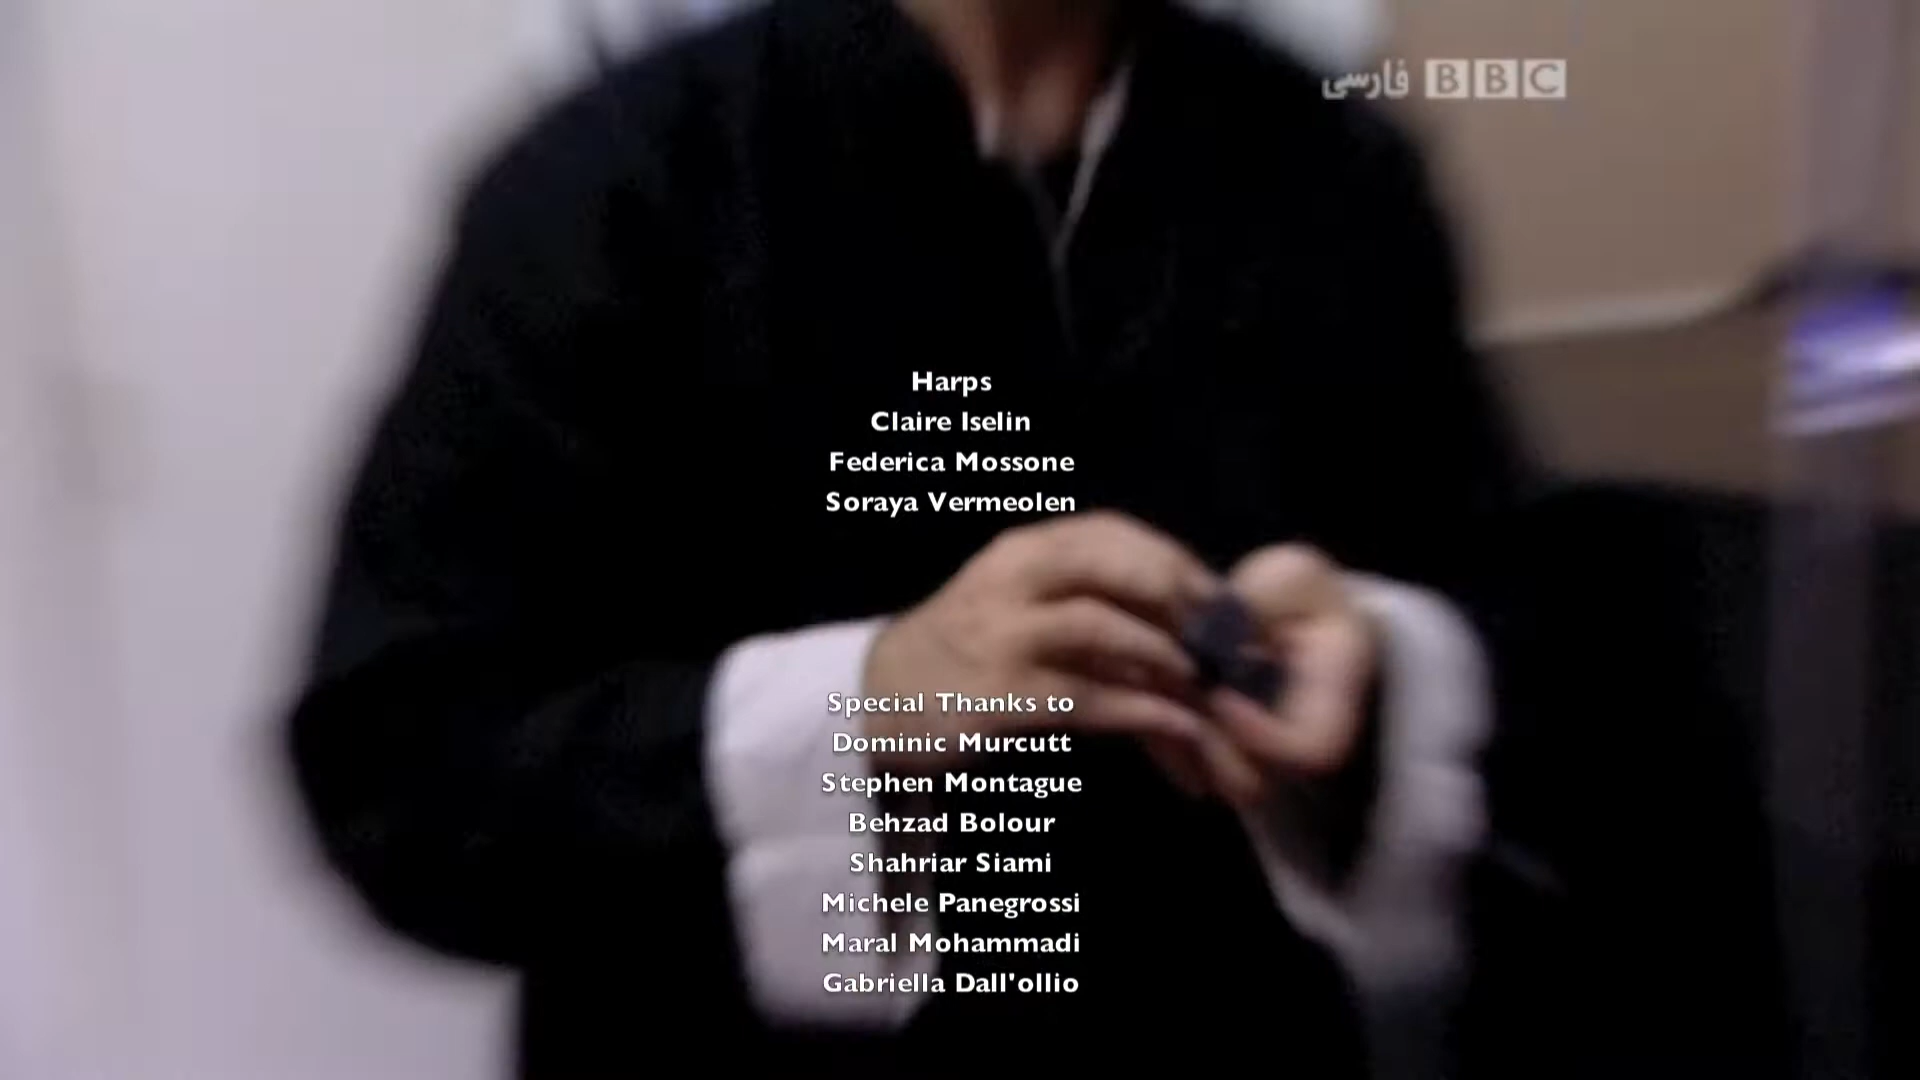 فارسی BBC
Harps
Claire Iselin
Federica Mossone
Soraya Vermeolen
Special Thanks to
Dominic Murcutt
Stephen Montague
Behzad Bolour
Shahriar Siami
Michele Panegrossi
Maral Mohammadi
Gabriella Dall'ollio